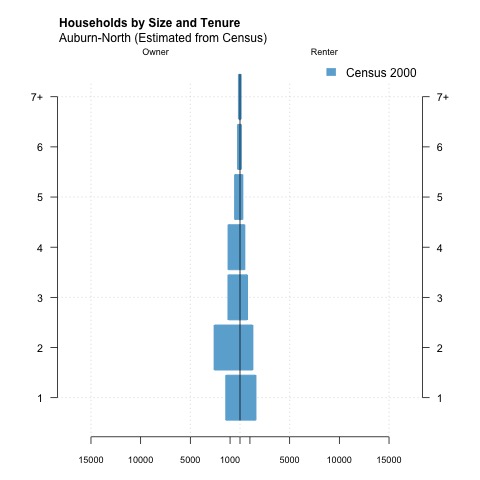 Households by Size and Tenure
Auburn-North (Estimated from Census)
Owner Renter
Census 2000
7+ 7+
6 6
5 5
4 4
3 3
2 2
1 1
15000 10000 5000 1000 5000 10000 15000